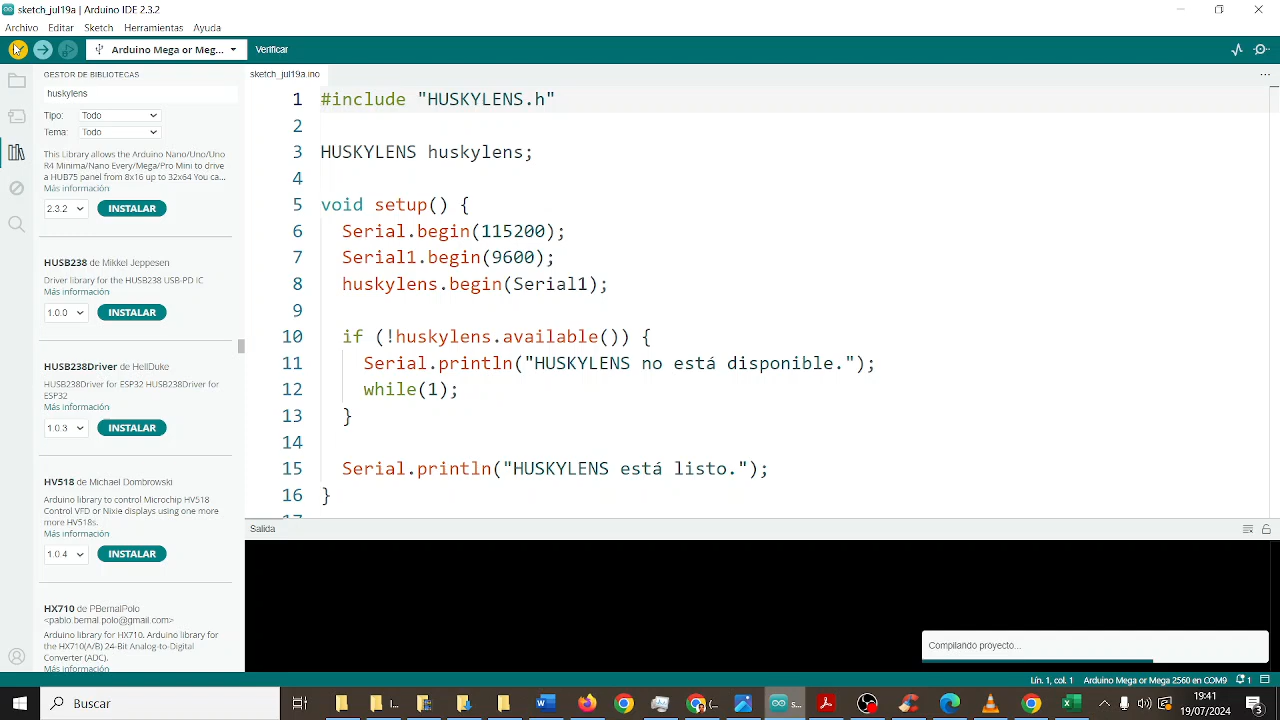 sketch_jul19a | Arduino IDE 2.3.2
Archivo Editar Sketch Herramientas Ayuda
Arduino Mega or Meg... Verificar
GESTOR DE BIBLIOTECAS
huskylens
Tipo: Todo
Tema: Todo
This Library allows the Arduino Nano/Uno/Uno
R4 Minima/Nano Every/Mega/Pro Mini to drive
a HUB75 panel from 8x16 up to 32x64 You ca...
Más información
2.3.2 INSTALAR
HUSB238 de Mikkel Jeppesen
Driver library for the HUSB238 USB-PD IC
Más información
1.0.0 INSTALAR
HUSB238Driver de HellDuke
HUSB238Driver for ESP32 HUSB238Driver for
ESP32
Más información
1.0.3 INSTALAR
HV518 de Michael Dombrowski
Arduino library to control Microchip HV518
Control VFD or Nixie displays using one more
more HV518s.
Más información
1.0.4 INSTALAR
HX710 de PBernalPolo
<pablo.bernal.polo@gmail.com>
Arduino library for HX710. Arduino library for
the HX710(A/B) 24-Bit Analog-to-Digital
Converter (ADC).
Más información
sketch_jul19a.ino
1 #include "HUSKYLENS.h"
2
3 HUSKYLENS huskylens;
4
5 void setup() {
6 Serial.begin(115200);
7 Serial1.begin(9600);
8 huskylens.begin(Serial1);
9
10 if (!huskylens.available()) {
11 Serial.println("HUSKYLENS no está disponible.");
12 while(1);
13 }
14
15 Serial.println("HUSKYLENS está listo.");
16 }
17
Salida
Compilando proyecto...
Lín. 1, col. 1 Arduino Mega or Mega 2560 en COM9 1
Buscar
19:41
19/07/2024
3